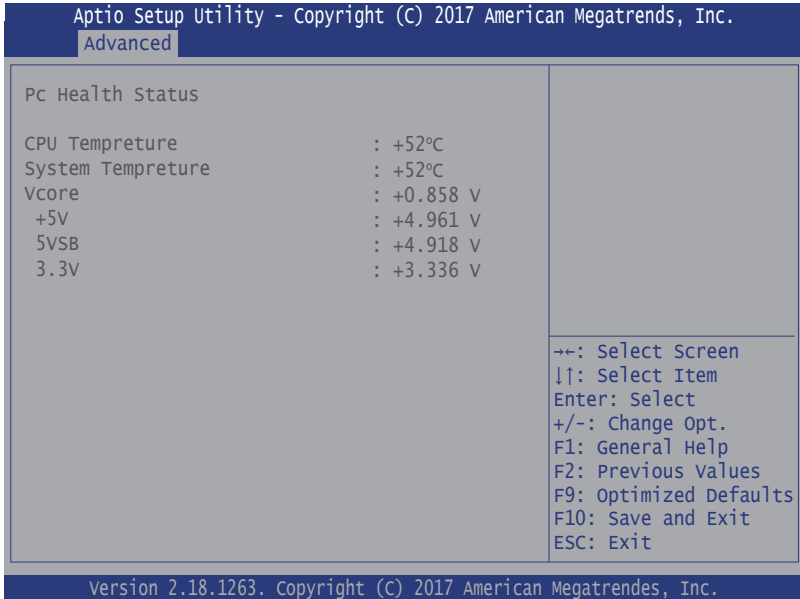 Aptio Setup Utility - Copyright (C) 2017 American Megatrends, Inc.
Advanced
Pc Health Status
CPU Tempreture : +52ºC
System Tempreture : +52ºC
Vcore : +0.858 V
+5V : +4.961 V
5VSB : +4.918 V
3.3V : +3.336 V
→←: Select Screen
↓↑: Select Item
Enter: Select
+/-: Change Opt.
F1: General Help
F2: Previous Values
F9: Optimized Defaults
F10: Save and Exit
ESC: Exit
Version 2.18.1263. Copyright (C) 2017 American Megatrendes, Inc.